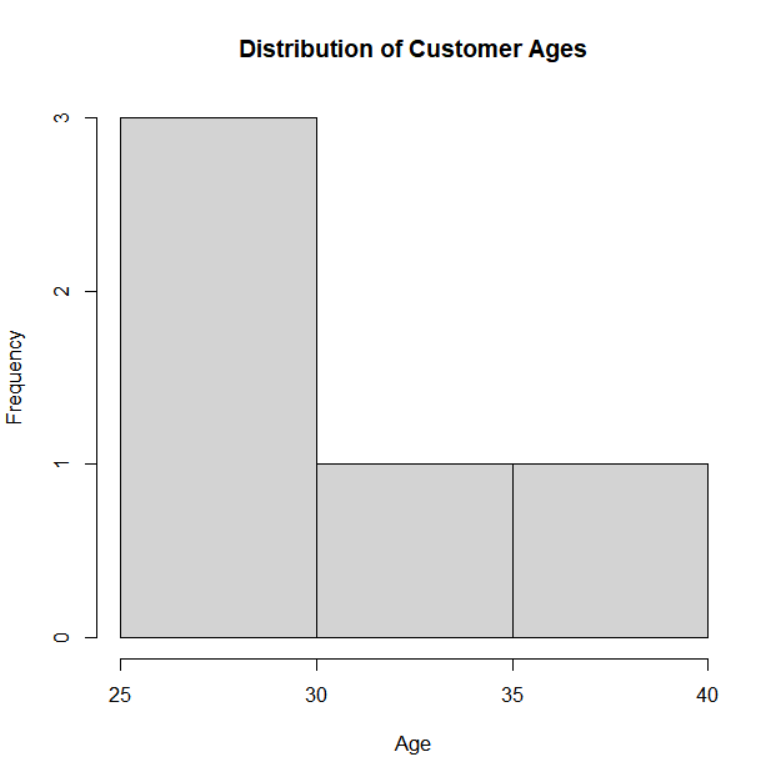 Distribution of Customer Ages
3
2
1
0
Frequency
25 30 35 40
Age